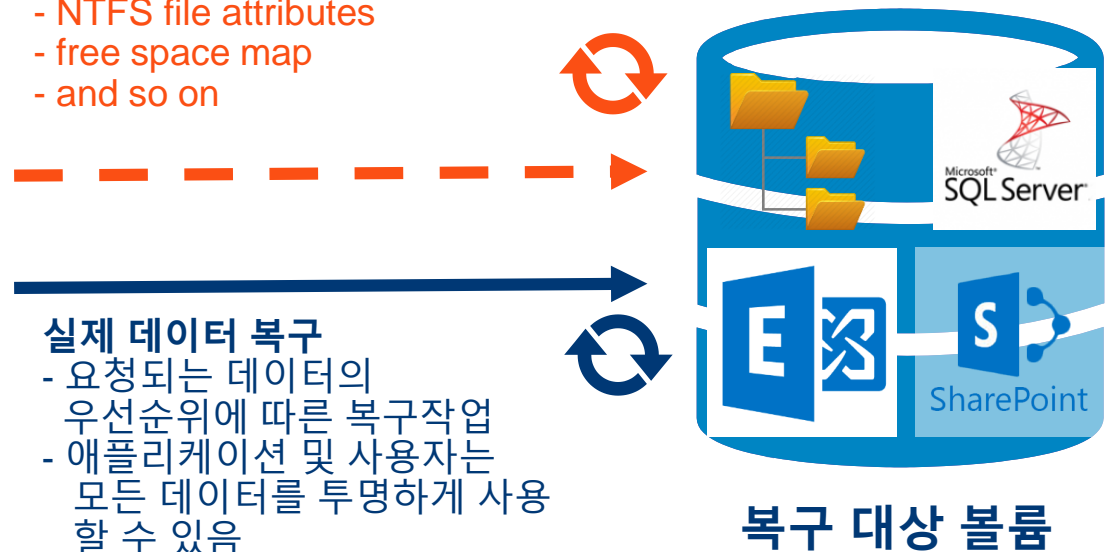 - NTFS file attributes
- free space map
- and so on
Microsoft®
SQL Server
실제 데이터 복구
- 요청되는 데이터의
우선순위에 따른 복구작업
- 애플리케이션 및 사용자는
모든 데이터를 투명하게 사용
할 수 있음
E
S
SharePoint
복구 대상 볼륨